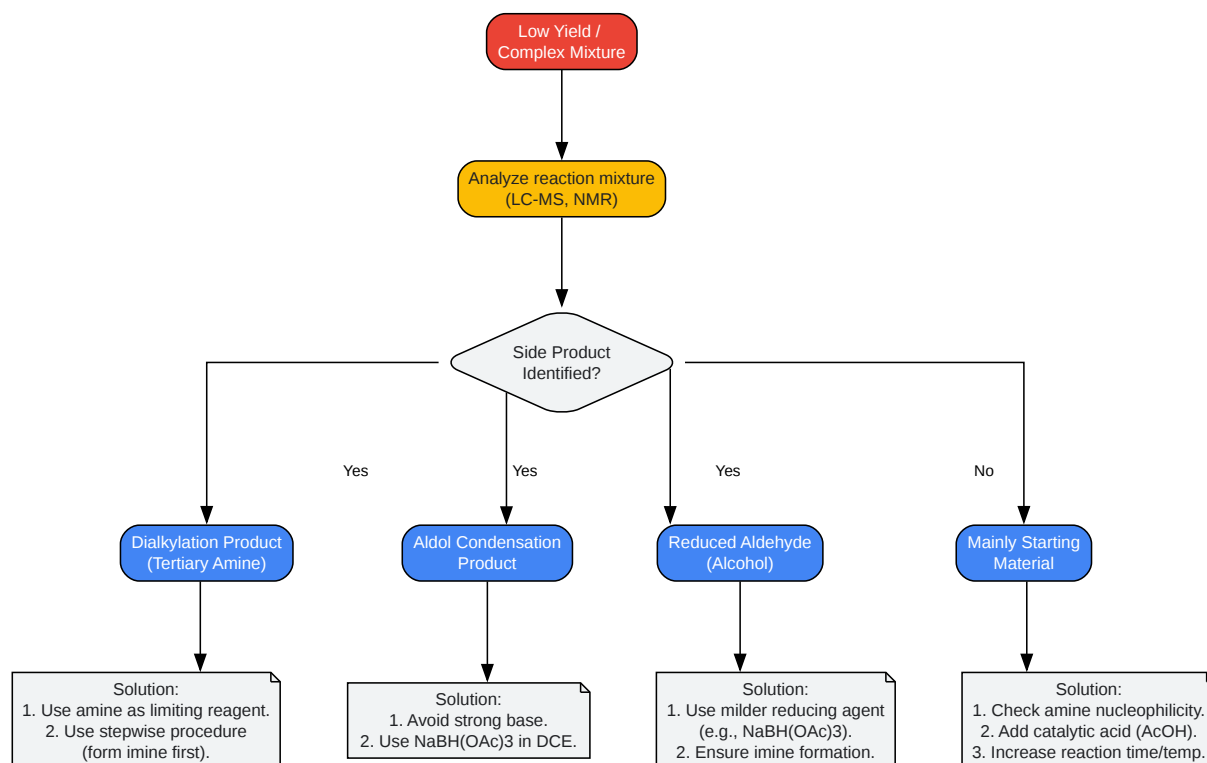 Low Yield /
Complex Mixture
Analyze reaction mixture
(LC-MS, NMR)
Side Product
Identified?
Yes
Yes
Yes
No
Dialkylation Product
(Tertiary Amine)
Aldol Condensation
Product
Reduced Aldehyde
(Alcohol)
Mainly Starting
Material
Solution:
1. Use amine as limiting reagent.
2. Use stepwise procedure
(form imine first).
Solution:
1. Avoid strong base.
2. Use NaBH(OAc)3 in DCE.
Solution:
1. Use milder reducing agent
(e.g., NaBH(OAc)3).
2. Ensure imine formation.
Solution:
1. Check amine nucleophilicity.
2. Add catalytic acid (AcOH).
3. Increase reaction time/temp.